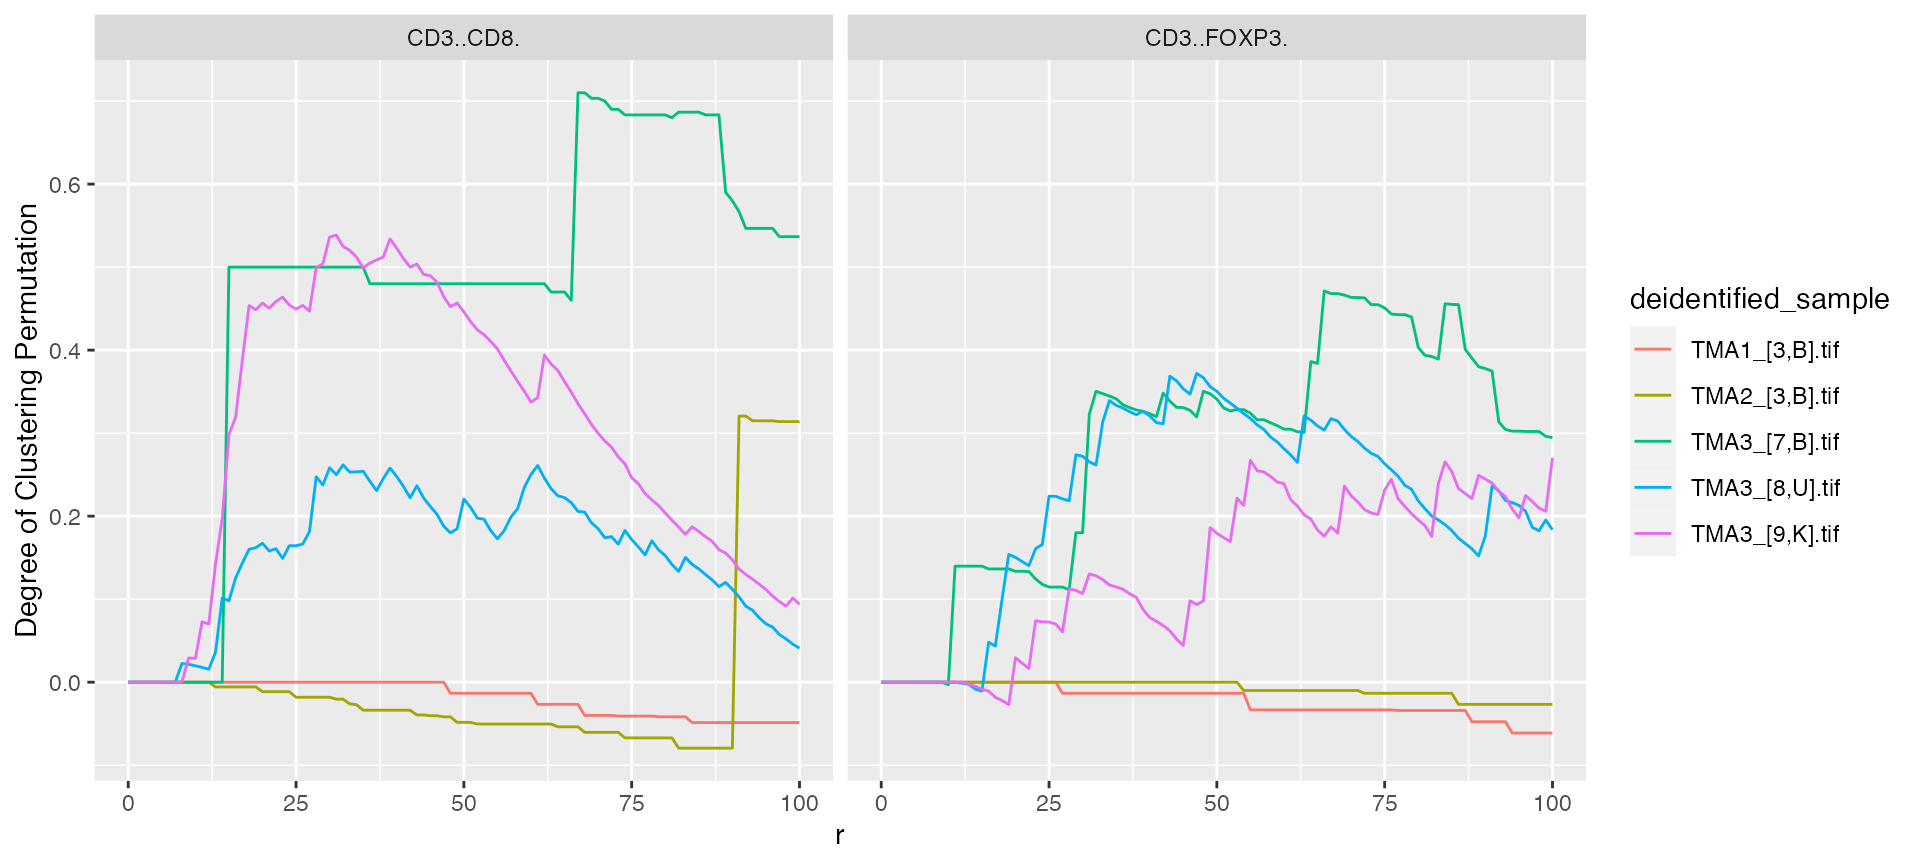 CD3..CD8.
CD3..FOXP3.
Degree of Clustering Permutation
0.6
0.4
0.2
0.0
0 25 50 75 100
0 25 50 75 100
r
deidentified_sample
TMA1_[3,B].tif
TMA2_[3,B].tif
TMA3_[7,B].tif
TMA3_[8,U].tif
TMA3_[9,K].tif